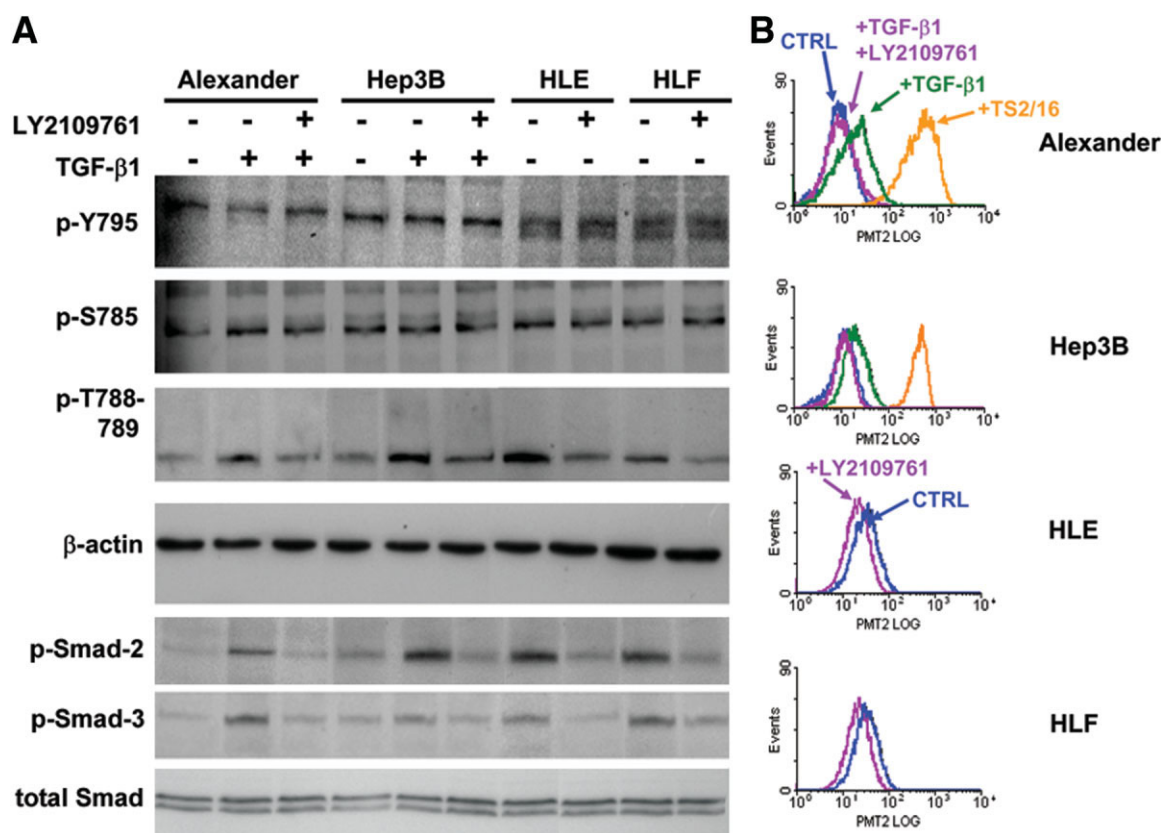 A
Alexander Hep3B HLE HLF
LY2109761 - - + - - + - + - +
TGF-β1 - + + - + + - - - -
p-Y795
p-S785
p-T788-
789
β-actin
p-Smad-2
p-Smad-3
total Smad
B
CTRL
+TGF-β1
+LY2109761
+TGF-β1
+TS2/16
90
Events
0
10⁰ 10¹ 10² 10³ 10⁴
PMT2 LOG
Alexander
90
Events
0
10⁰ 10¹ 10² 10³ 10⁴
PMT2 LOG
Hep3B
+LY2109761
CTRL
90
Events
0
10⁰ 10¹ 10² 10³ 10⁴
PMT2 LOG
HLE
90
Events
0
10⁰ 10¹ 10² 10³ 10⁴
PMT2 LOG
HLF